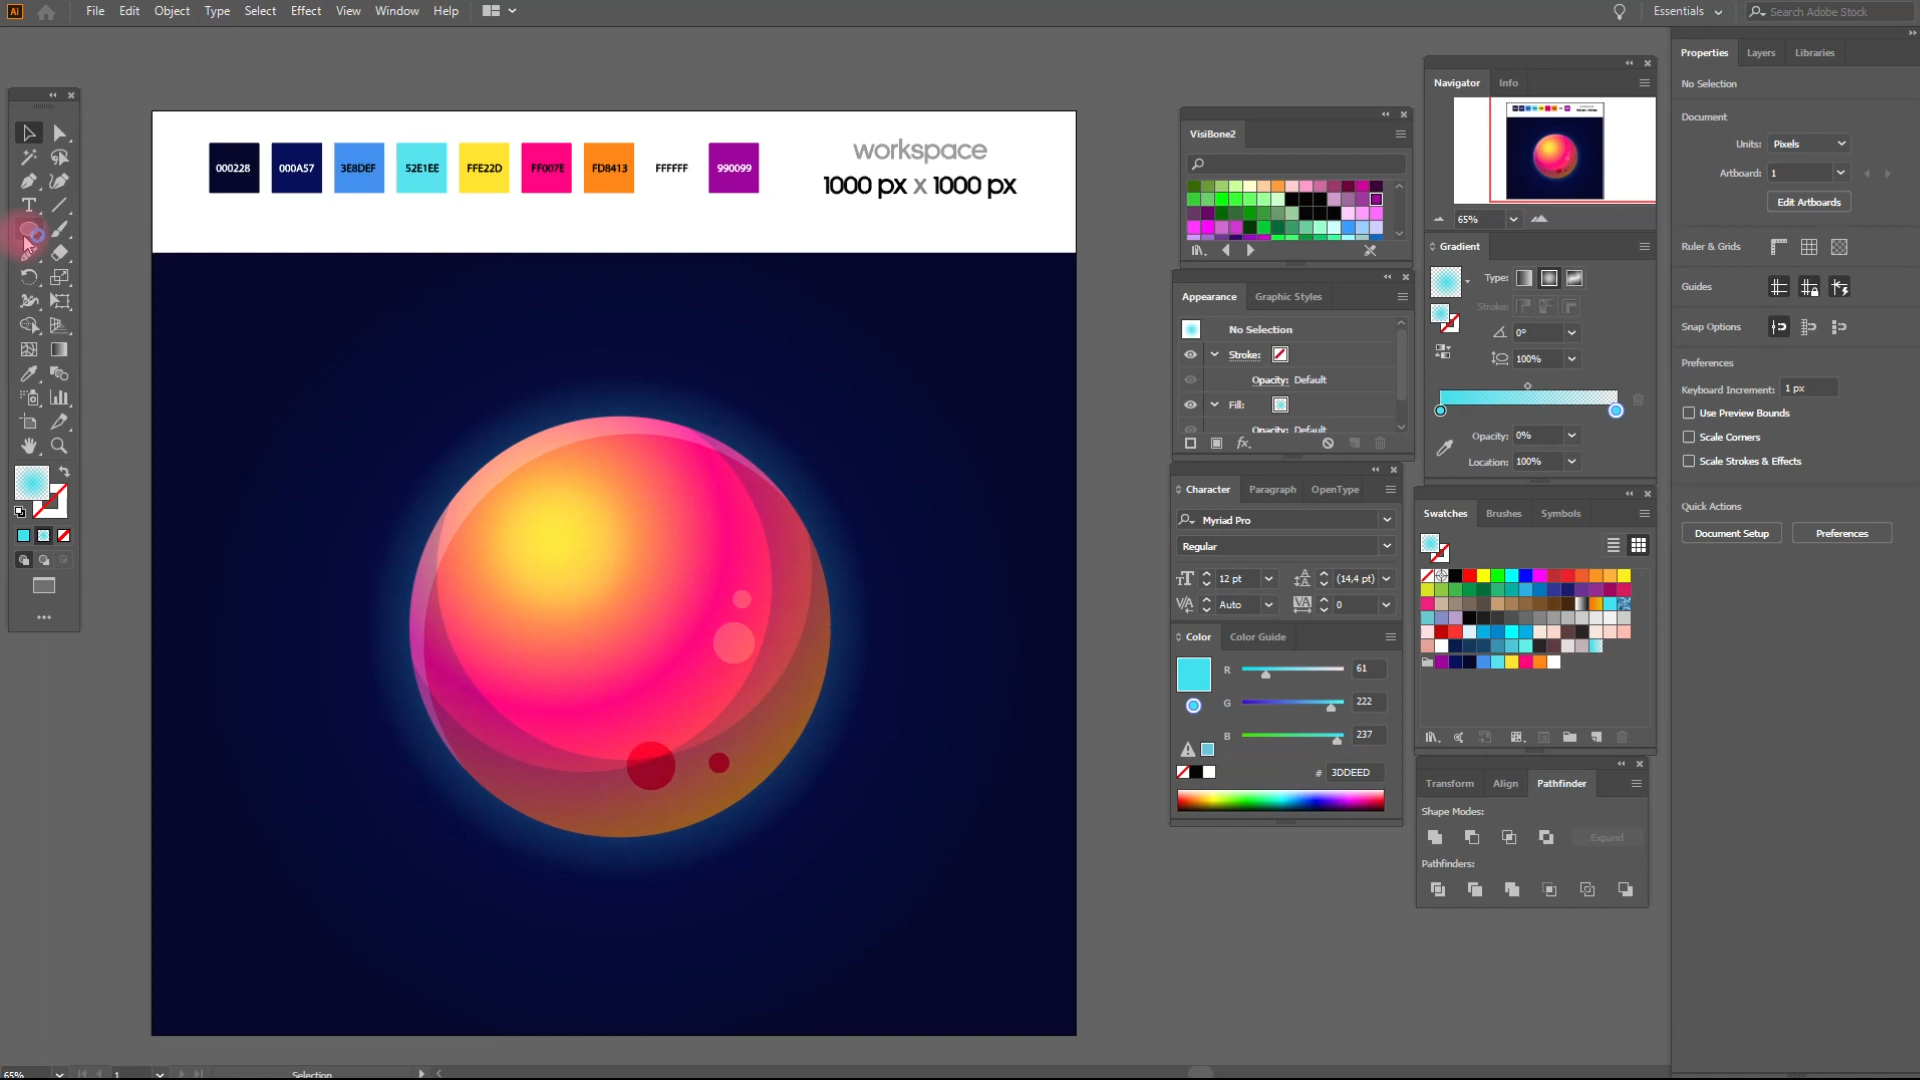 Ai File Edit Object Type Select Effect View Window Help Essentials Search Adobe Stock
Properties Layers Libraries
No Selection
Document
Units: Pixels
Artboard: 1
Edit Artboards
Ruler & Grids
Guides
Snap Options
Preferences
Keyboard Increment: 1 px
Use Preview Bounds
Scale Corners
Scale Strokes & Effects
Quick Actions
Document Setup Preferences
000228 000A57 3E8DEF 52E1EE FFE22D FF007E FD8413 FFFFFF 990099
workspace
1000 px x 1000 px
VisiBone2
Appearance Graphic Styles
No Selection
Stroke:
Opacity: Default
Fill:
Opacity: Default
fx
Character Paragraph OpenType
Myriad Pro
Regular
12 pt (14,4 pt)
Auto 0
Color Color Guide
R 61
G 222
B 237
# 3DDEED
Navigator Info
65%
Gradient
Type:
Stroke:
0°
100%
Opacity: 0%
Location: 100%
Swatches Brushes Symbols
Transform Align Pathfinder
Shape Modes:
Expand
Pathfinders:
65% 1 Selection